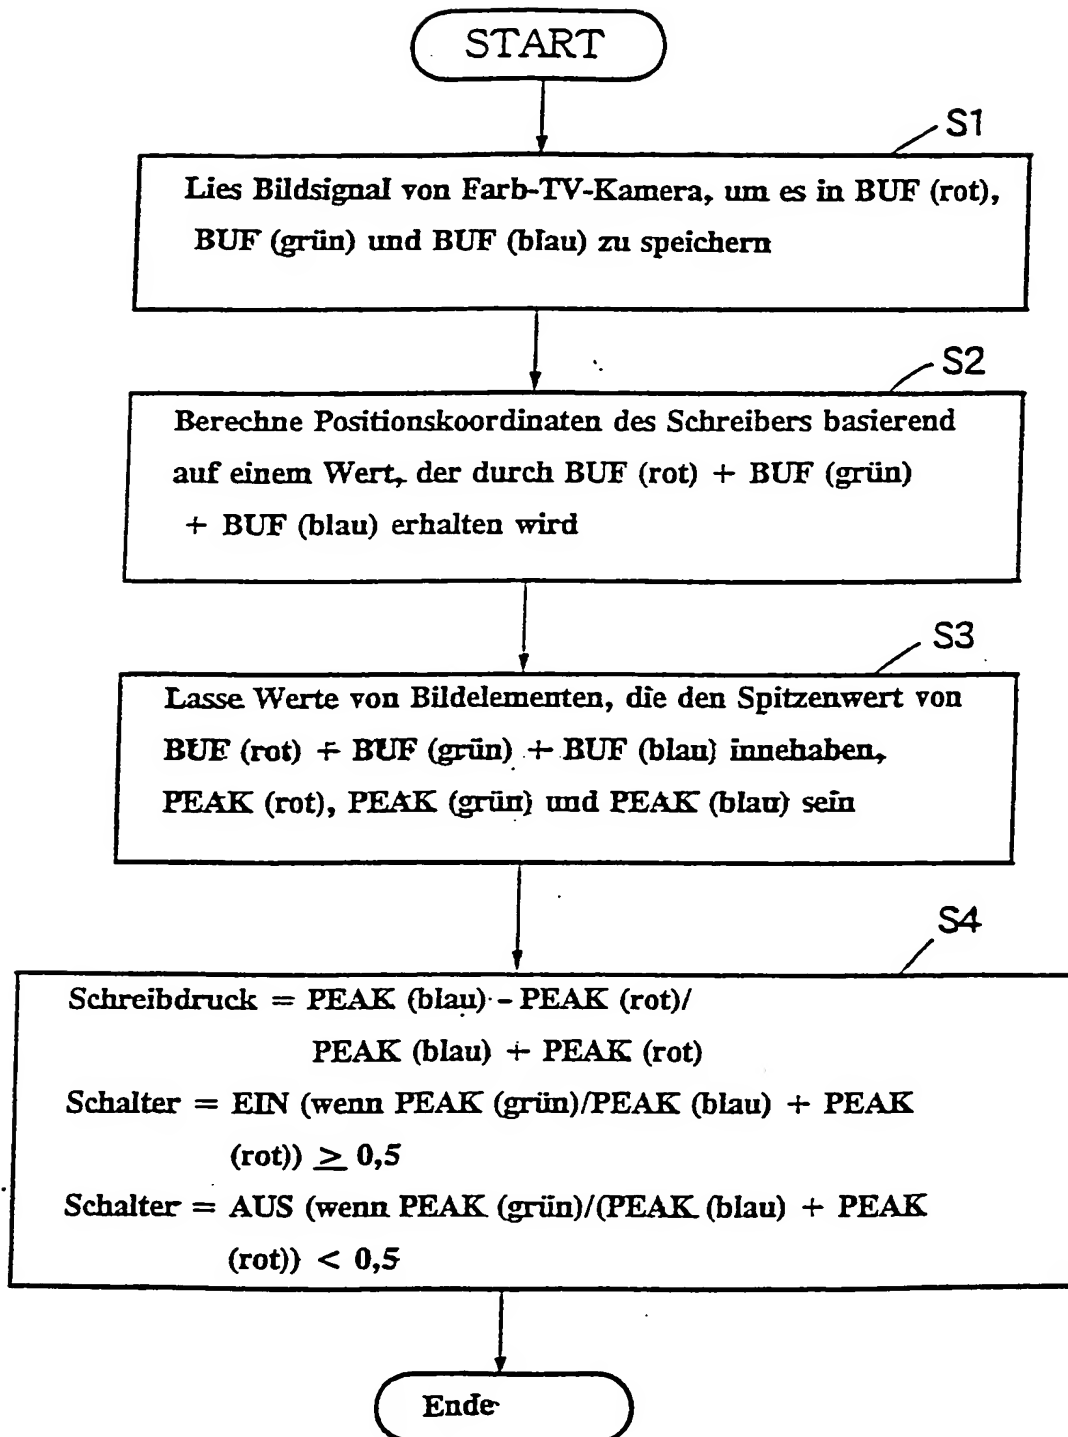 START
S1
Lies Bildsignal von Farb-TV-Kamera, um es in BUF (rot),
BUF (grün) und BUF (blau) zu speichern
S2
Berechne Positionskoordinaten des Schreibers basierend
auf einem Wert, der durch BUF (rot) + BUF (grün)
+ BUF (blau) erhalten wird
S3
Lasse Werte von Bildelementen, die den Spitzenwert von
BUF (rot) + BUF (grün) + BUF (blau) innehaben,
PEAK (rot), PEAK (grün) und PEAK (blau) sein
S4
Schreibdruck = PEAK (blau) - PEAK (rot)/
PEAK (blau) + PEAK (rot)
Schalter = EIN (wenn PEAK (grün)/PEAK (blau) + PEAK
(rot)) ≥ 0,5
Schalter = AUS (wenn PEAK (grün)/(PEAK (blau) + PEAK
(rot)) < 0,5
Ende